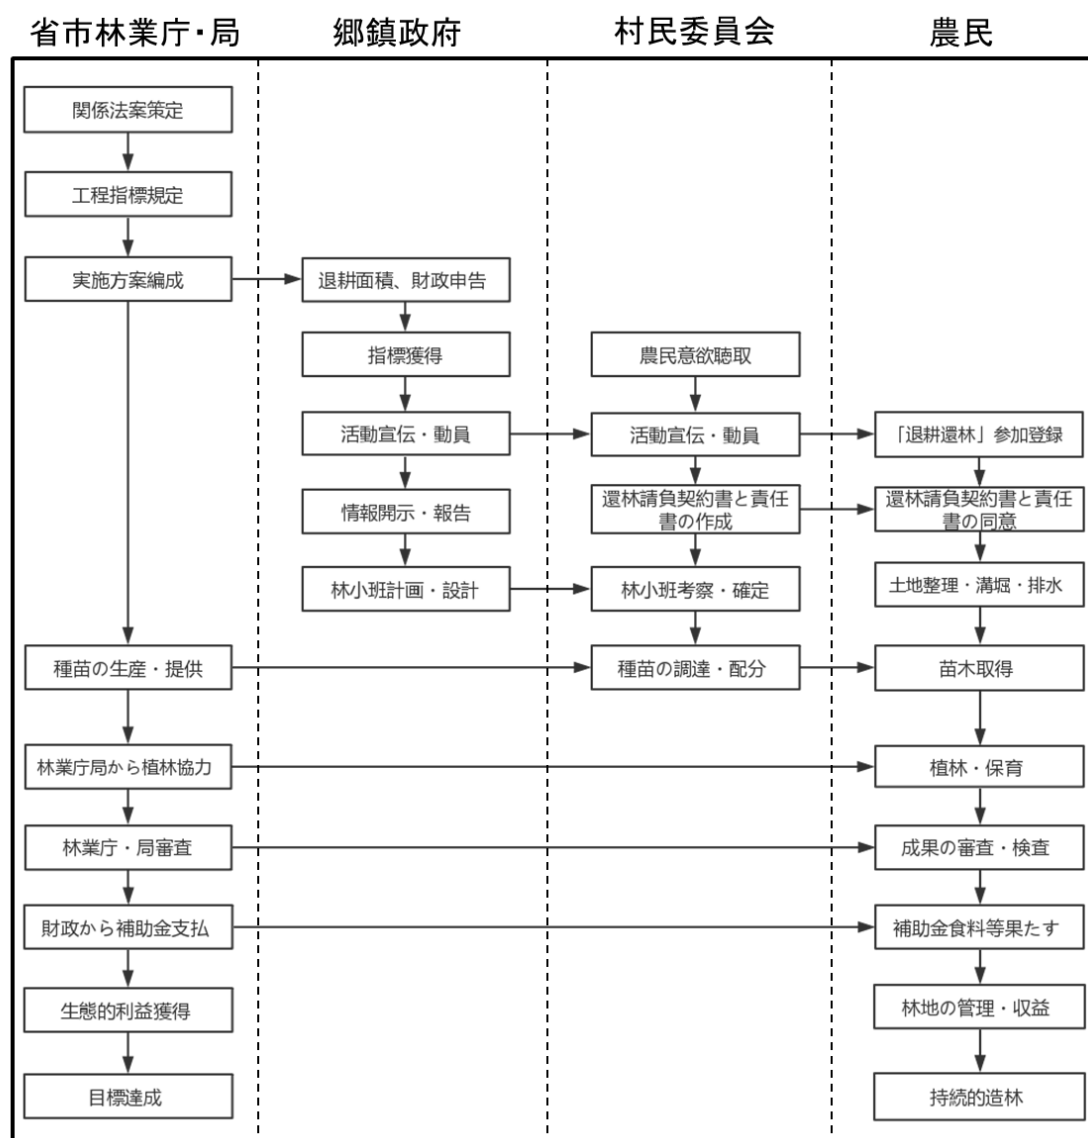 省市林業庁・局
郷鎮政府
村民委員会
農民
関係法案策定
工程指標規定
実施方案編成
退耕面積、財政申告
指標獲得
農民意欲聴取
活動宣伝・動員
活動宣伝・動員
「退耕還林」参加登録
情報開示・報告
還林請負契約書と責任
書の作成
還林請負契約書と責任
書の同意
林小班計画・設計
林小班考察・確定
土地整理・溝堀・排水
種苗の生産・提供
種苗の調達・配分
苗木取得
林業庁局から植林協力
植林・保育
林業庁・局審査
成果の審査・検査
財政から補助金支払
補助金食料等果たす
生態的利益獲得
林地の管理・収益
目標達成
持続的造林